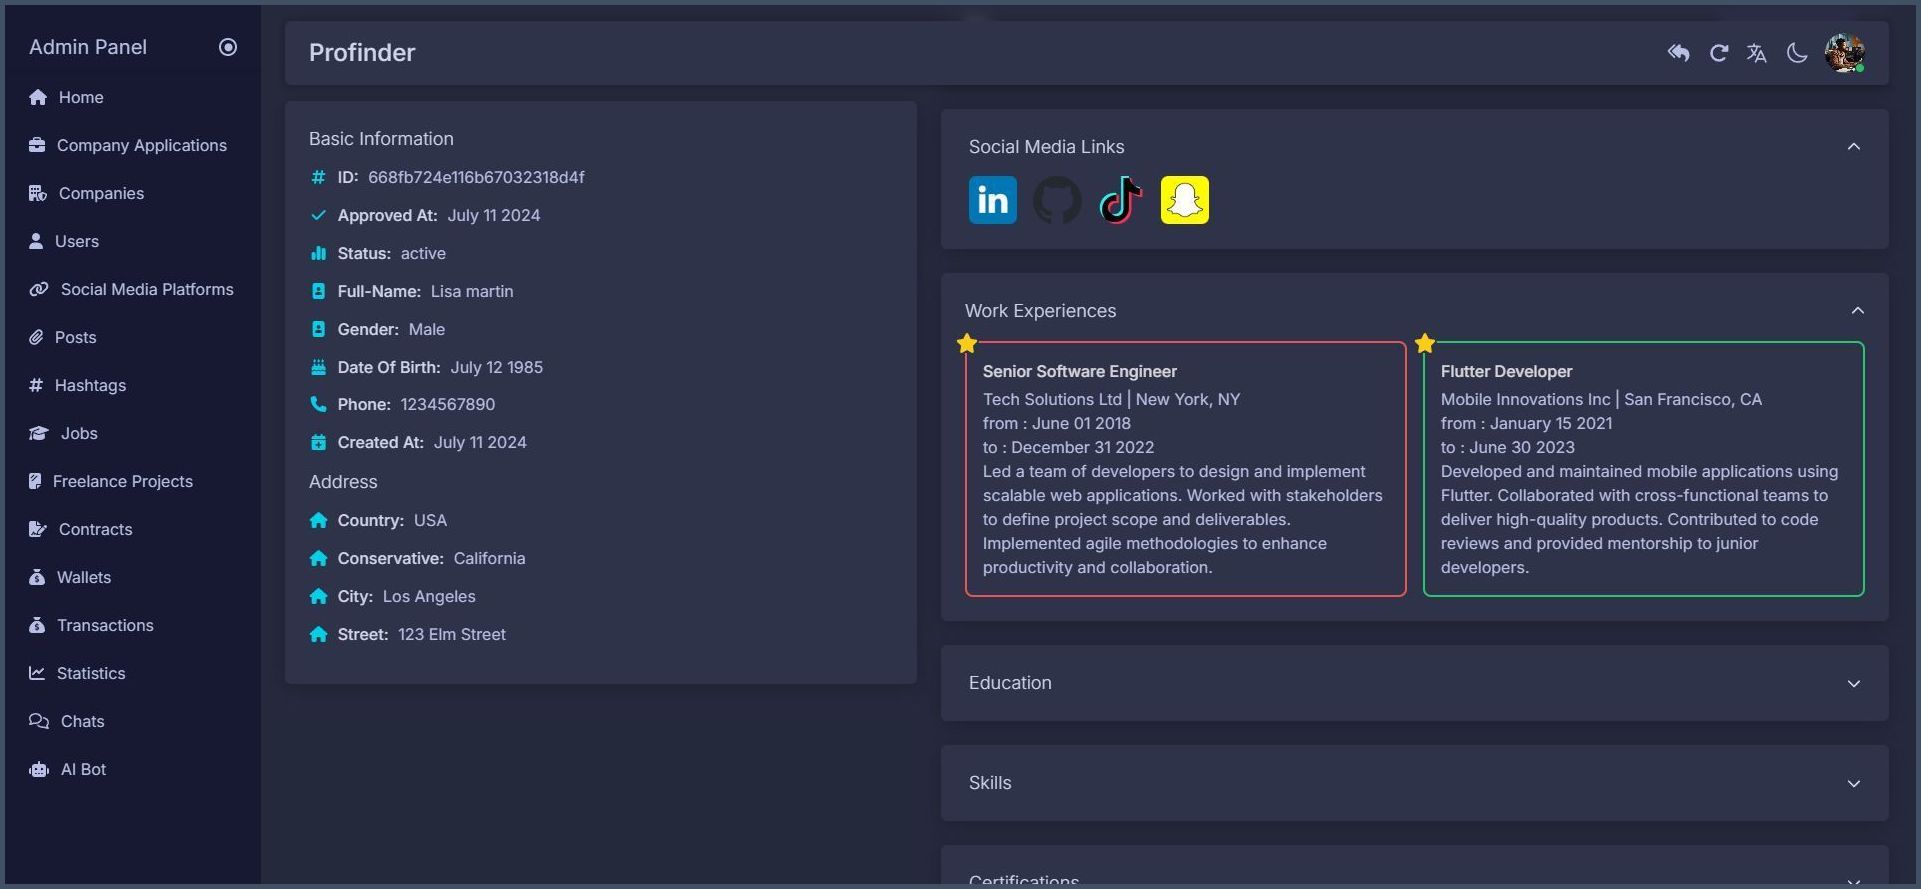 Admin Panel
Home
Company Applications
Companies
Users
Social Media Platforms
Posts
Hashtags
Jobs
Freelance Projects
Contracts
Wallets
Transactions
Statistics
Chats
AI Bot
Profinder
Basic Information
ID: 668fb724e116b67032318d4f
Approved At: July 11 2024
Status: active
Full-Name: Lisa martin
Gender: Male
Date Of Birth: July 12 1985
Phone: 1234567890
Created At: July 11 2024
Address
Country: USA
Conservative: California
City: Los Angeles
Street: 123 Elm Street
Social Media Links
in
Work Experiences
Senior Software Engineer
Tech Solutions Ltd | New York, NY
from : June 01 2018
to : December 31 2022
Led a team of developers to design and implement
scalable web applications. Worked with stakeholders
to define project scope and deliverables.
Implemented agile methodologies to enhance
productivity and collaboration.
Flutter Developer
Mobile Innovations Inc | San Francisco, CA
from : January 15 2021
to : June 30 2023
Developed and maintained mobile applications using
Flutter. Collaborated with cross-functional teams to
deliver high-quality products. Contributed to code
reviews and provided mentorship to junior
developers.
Education
Skills
Certifications